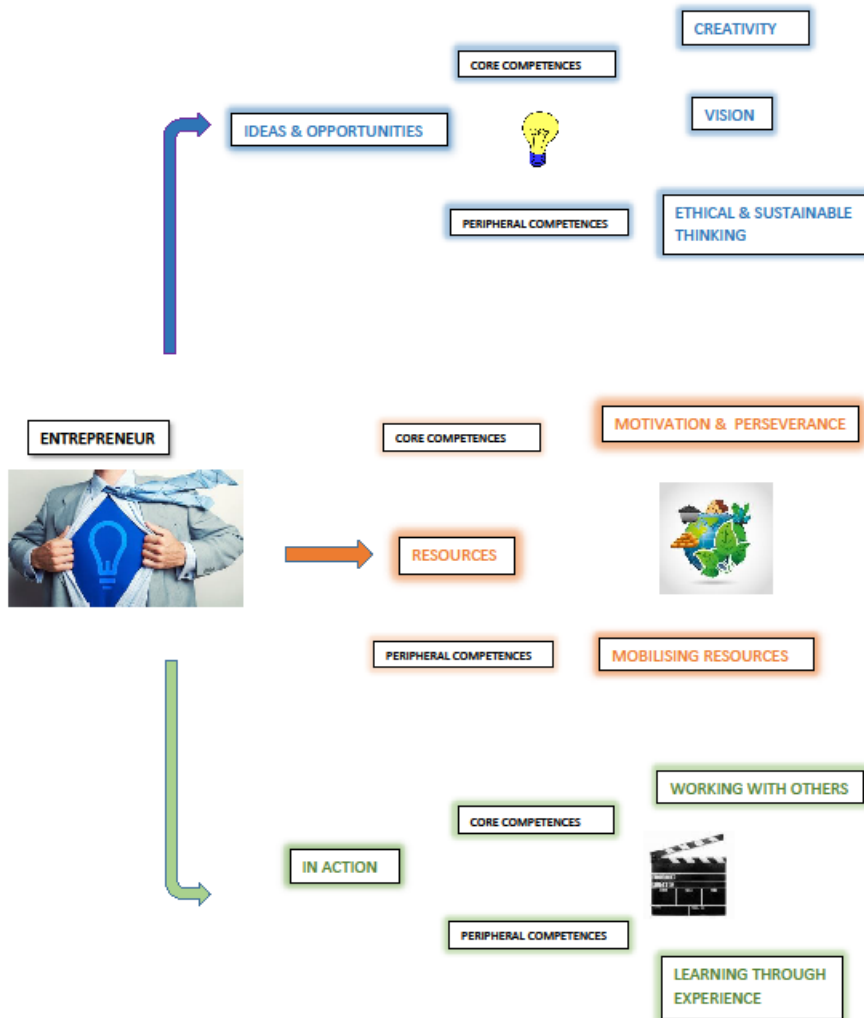 CREATIVITY
CORE COMPETENCES
VISION
IDEAS & OPPORTUNITIES
PERIPHERAL COMPETENCES
ETHICAL & SUSTAINABLE
THINKING
ENTREPRENEUR
CORE COMPETENCES
MOTIVATION & PERSEVERANCE
RESOURCES
PERIPHERAL COMPETENCES
MOBILISING RESOURCES
WORKING WITH OTHERS
CORE COMPETENCES
IN ACTION
PERIPHERAL COMPETENCES
LEARNING THROUGH
EXPERIENCE